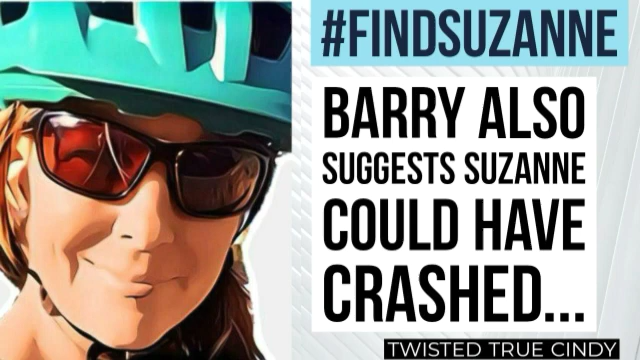 #FINDSUZANNE
BARRY ALSO
SUGGESTS SUZANNE
COULD HAVE
CRASHED...
TWISTED TRUE CINDY